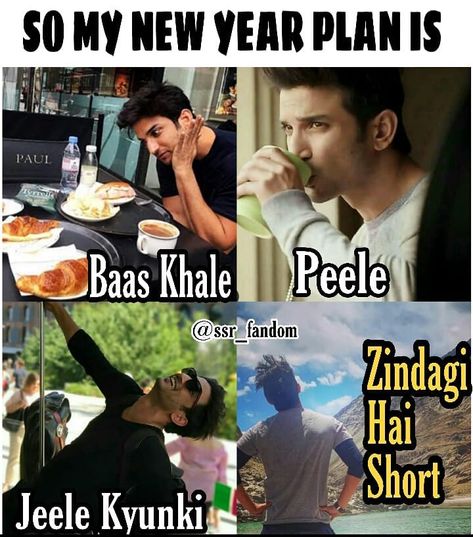 SO MY NEW YEAR PLAN IS
PAUL
Baas Khale
Peele
@ssr_fandom
Jeele Kyunki
Zindagi
Hai
Short